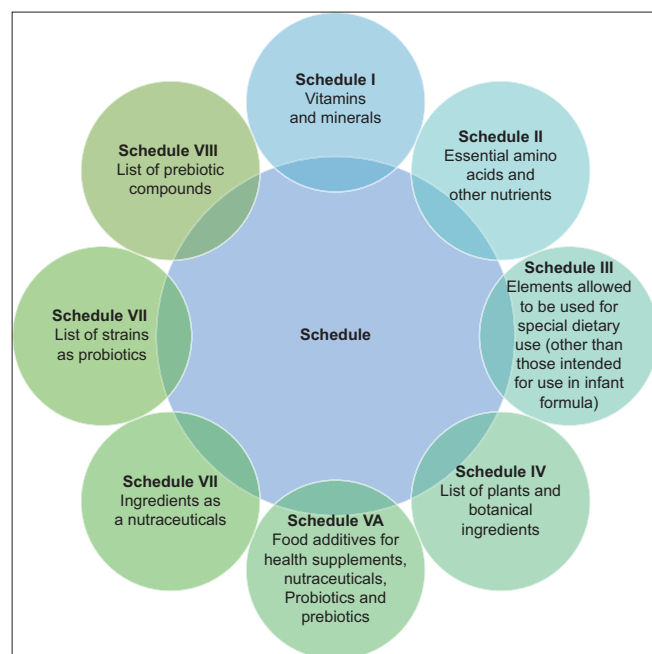 Schedule I
Vitamins
and minerals
Schedule II
Essential amino
acids and
other nutrients
Schedule III
Elements allowed
to be used for
special dietary
use (other than
those intended
for use in infant
formula)
Schedule IV
List of plants and
botanical
ingredients
Schedule VA
Food additives for
health supplements,
nutraceuticals,
Probiotics and
prebiotics
Schedule VII
Ingredients as
a nutraceuticals
Schedule VII
List of strains
as probiotics
Schedule VIII
List of prebiotic
compounds
Schedule